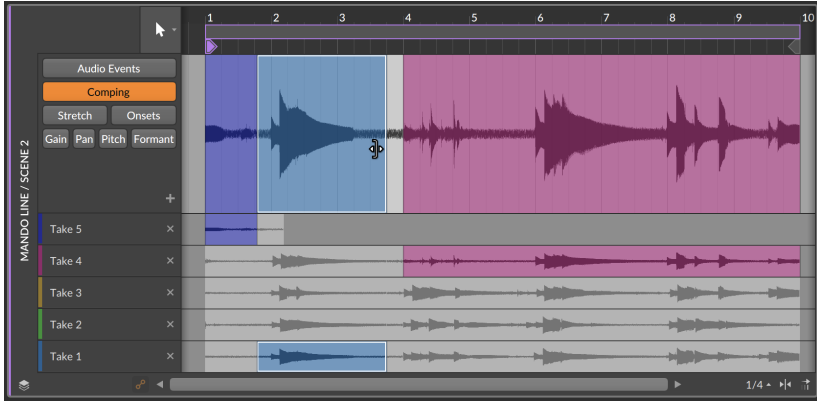 1 2 3 4 5 6 7 8 9 10
Audio Events
Comping
Stretch Onsets
Gain Pan Pitch Formant
+
MANDO LINE / SCENE 2
Take 5 ×
Take 4 ×
Take 3 ×
Take 2 ×
Take 1 ×
1/4